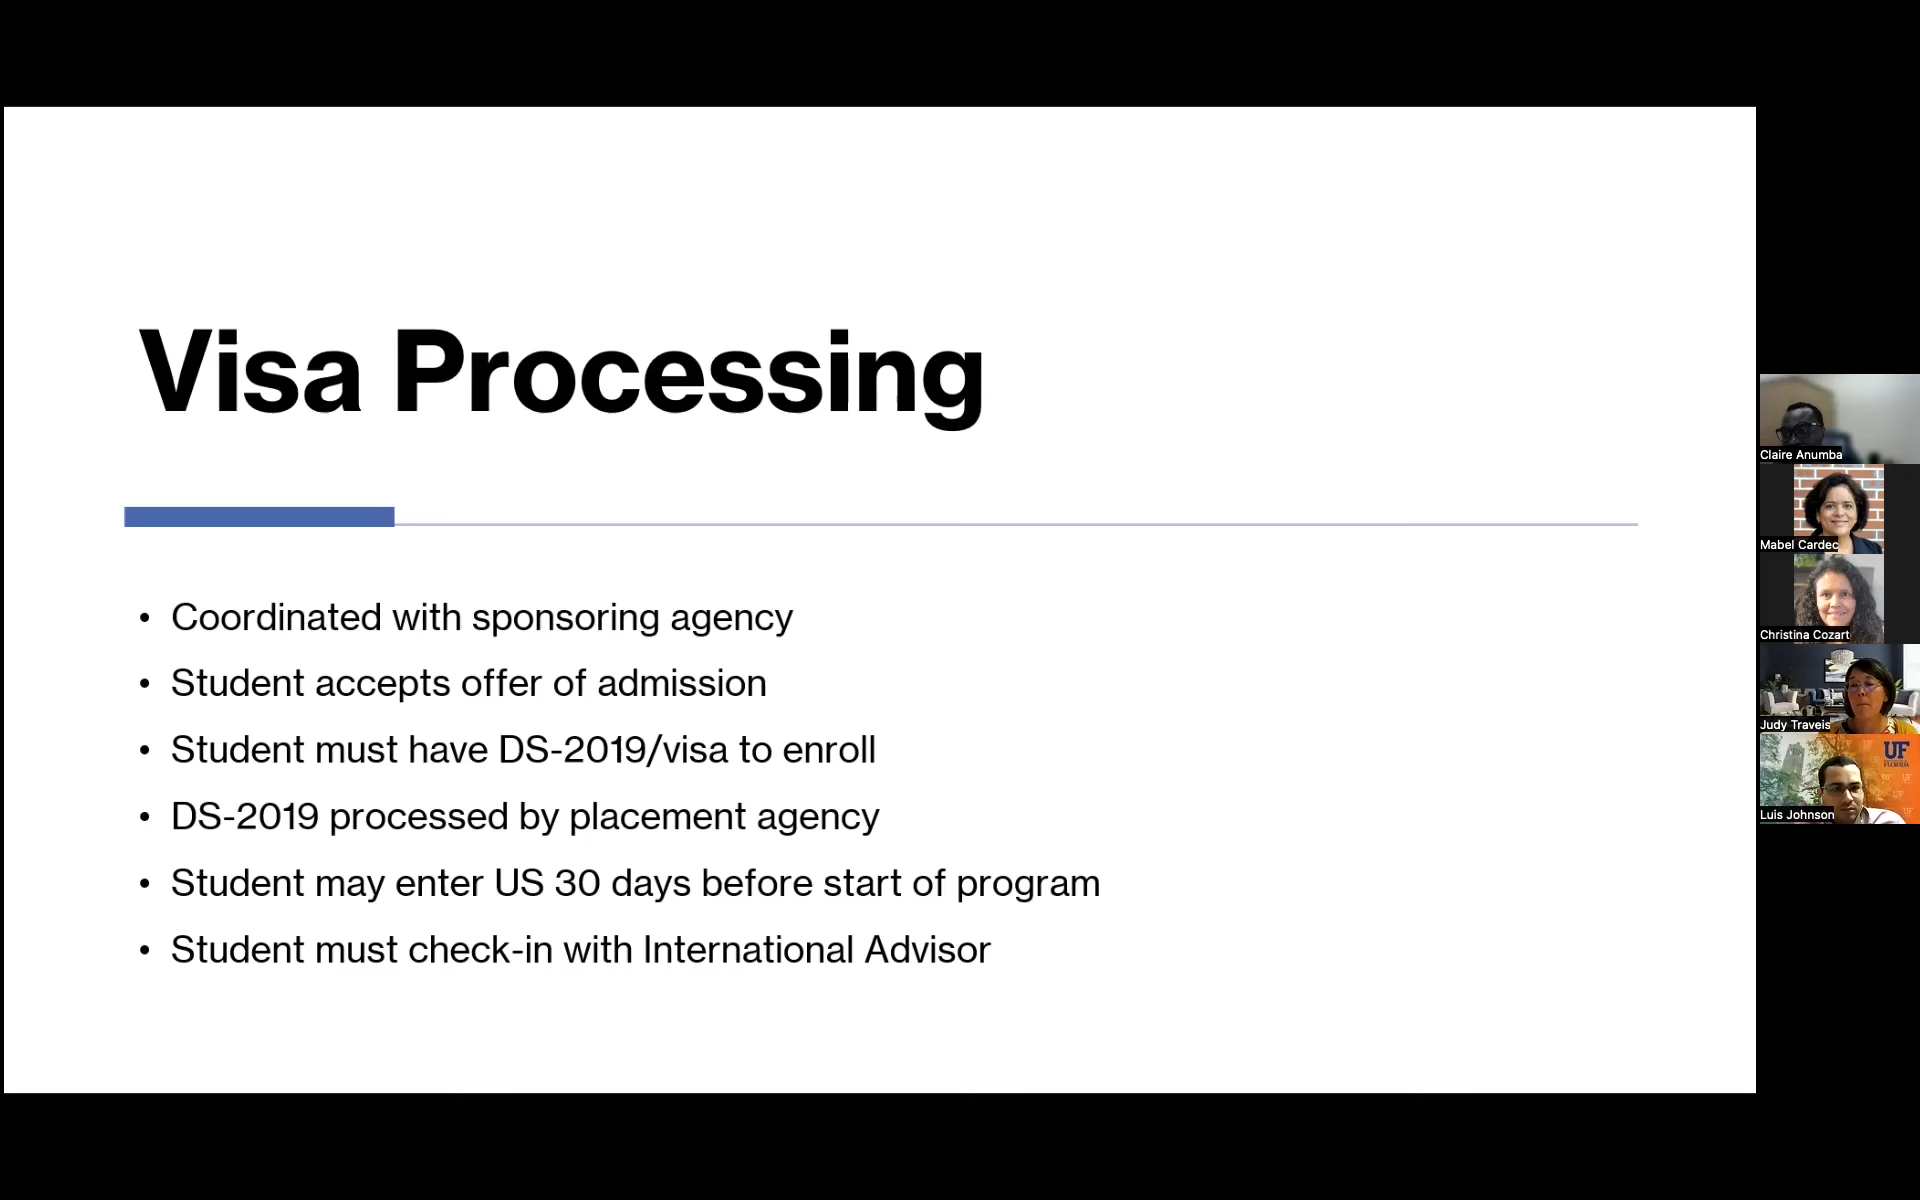 Visa Processing
• Coordinated with sponsoring agency
• Student accepts offer of admission
• Student must have DS-2019/visa to enroll
• DS-2019 processed by placement agency
• Student may enter US 30 days before start of program
• Student must check-in with International Advisor
Claire Anumba
Mabel Cardec
Christina Cozart
Judy Traveis
UF
FLORIDA
Luis Johnson